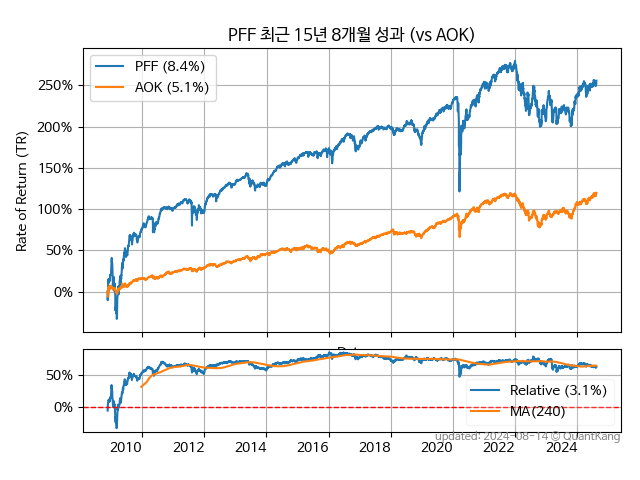 PFF 최근 15년 8개월 성과 (vs AOK)
Rate of Return (TR)
250%
200%
150%
100%
50%
0%
PFF (8.4%)
AOK (5.1%)
50%
0%
Relative (3.1%)
MA(240)
2010 2012 2014 2016 2018 2020 2022 2024
updated: 2024-08-14 © QuantKang